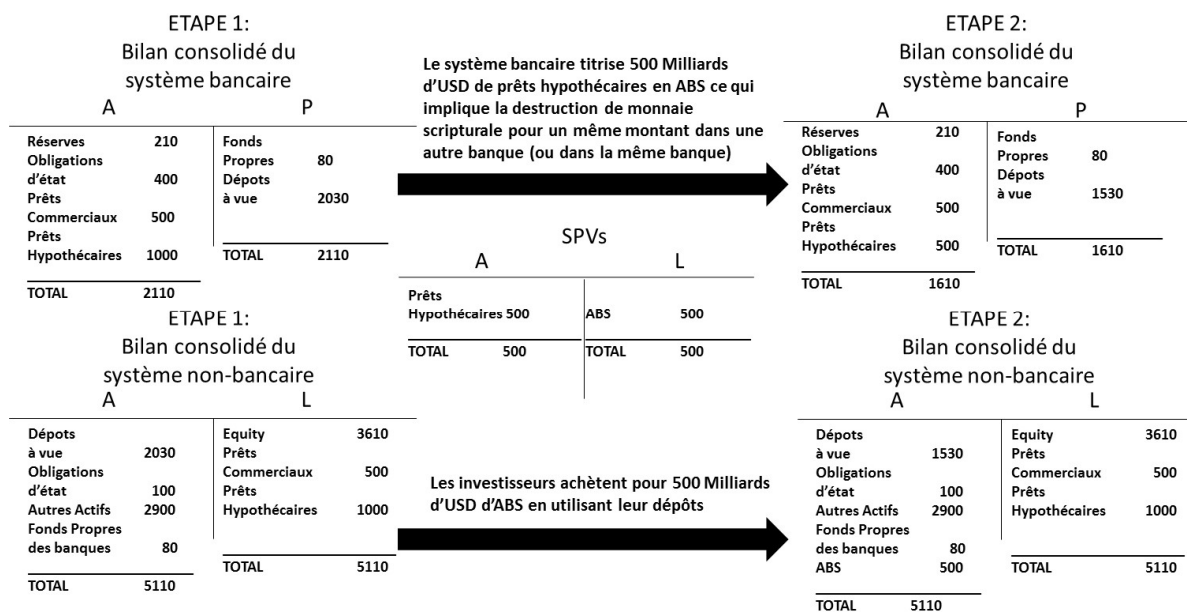 ETAPE 1:
Bilan consolidé du
système bancaire
A P
Réserves 210
Obligations
d'état 400
Prêts
Commerciaux 500
Prêts
Hypothécaires 1000
TOTAL 2110
Fonds
Propres 80
Dépots
à vue 2030
TOTAL 2110
Le système bancaire titrise 500 Milliards
d'USD de prêts hypothécaires en ABS ce qui
implique la destruction de monnaie
scripturale pour un même montant dans une
autre banque (ou dans la même banque)
ETAPE 2:
Bilan consolidé du
système bancaire
A P
Réserves 210
Obligations
d'état 400
Prêts
Commerciaux 500
Prêts
Hypothécaires 500
TOTAL 1610
Fonds
Propres 80
Dépots
à vue 1530
TOTAL 1610
SPVs
A L
Prêts
Hypothécaires 500
TOTAL 500
ABS 500
TOTAL 500
ETAPE 1:
Bilan consolidé du
système non-bancaire
A L
Dépots
à vue 2030
Obligations
d'état 100
Autres Actifs 2900
Fonds Propres
des banques 80
TOTAL 5110
Equity 3610
Prêts
Commerciaux 500
Prêts
Hypothécaires 1000
TOTAL 5110
Les investisseurs achètent pour 500 Milliards
d'USD d'ABS en utilisant leur dépôts
ETAPE 2:
Bilan consolidé du
système non-bancaire
A L
Dépots
à vue 1530
Obligations
d'état 100
Autres Actifs 2900
Fonds Propres
des banques 80
ABS 500
TOTAL 5110
Equity 3610
Prêts
Commerciaux 500
Prêts
Hypothécaires 1000
TOTAL 5110